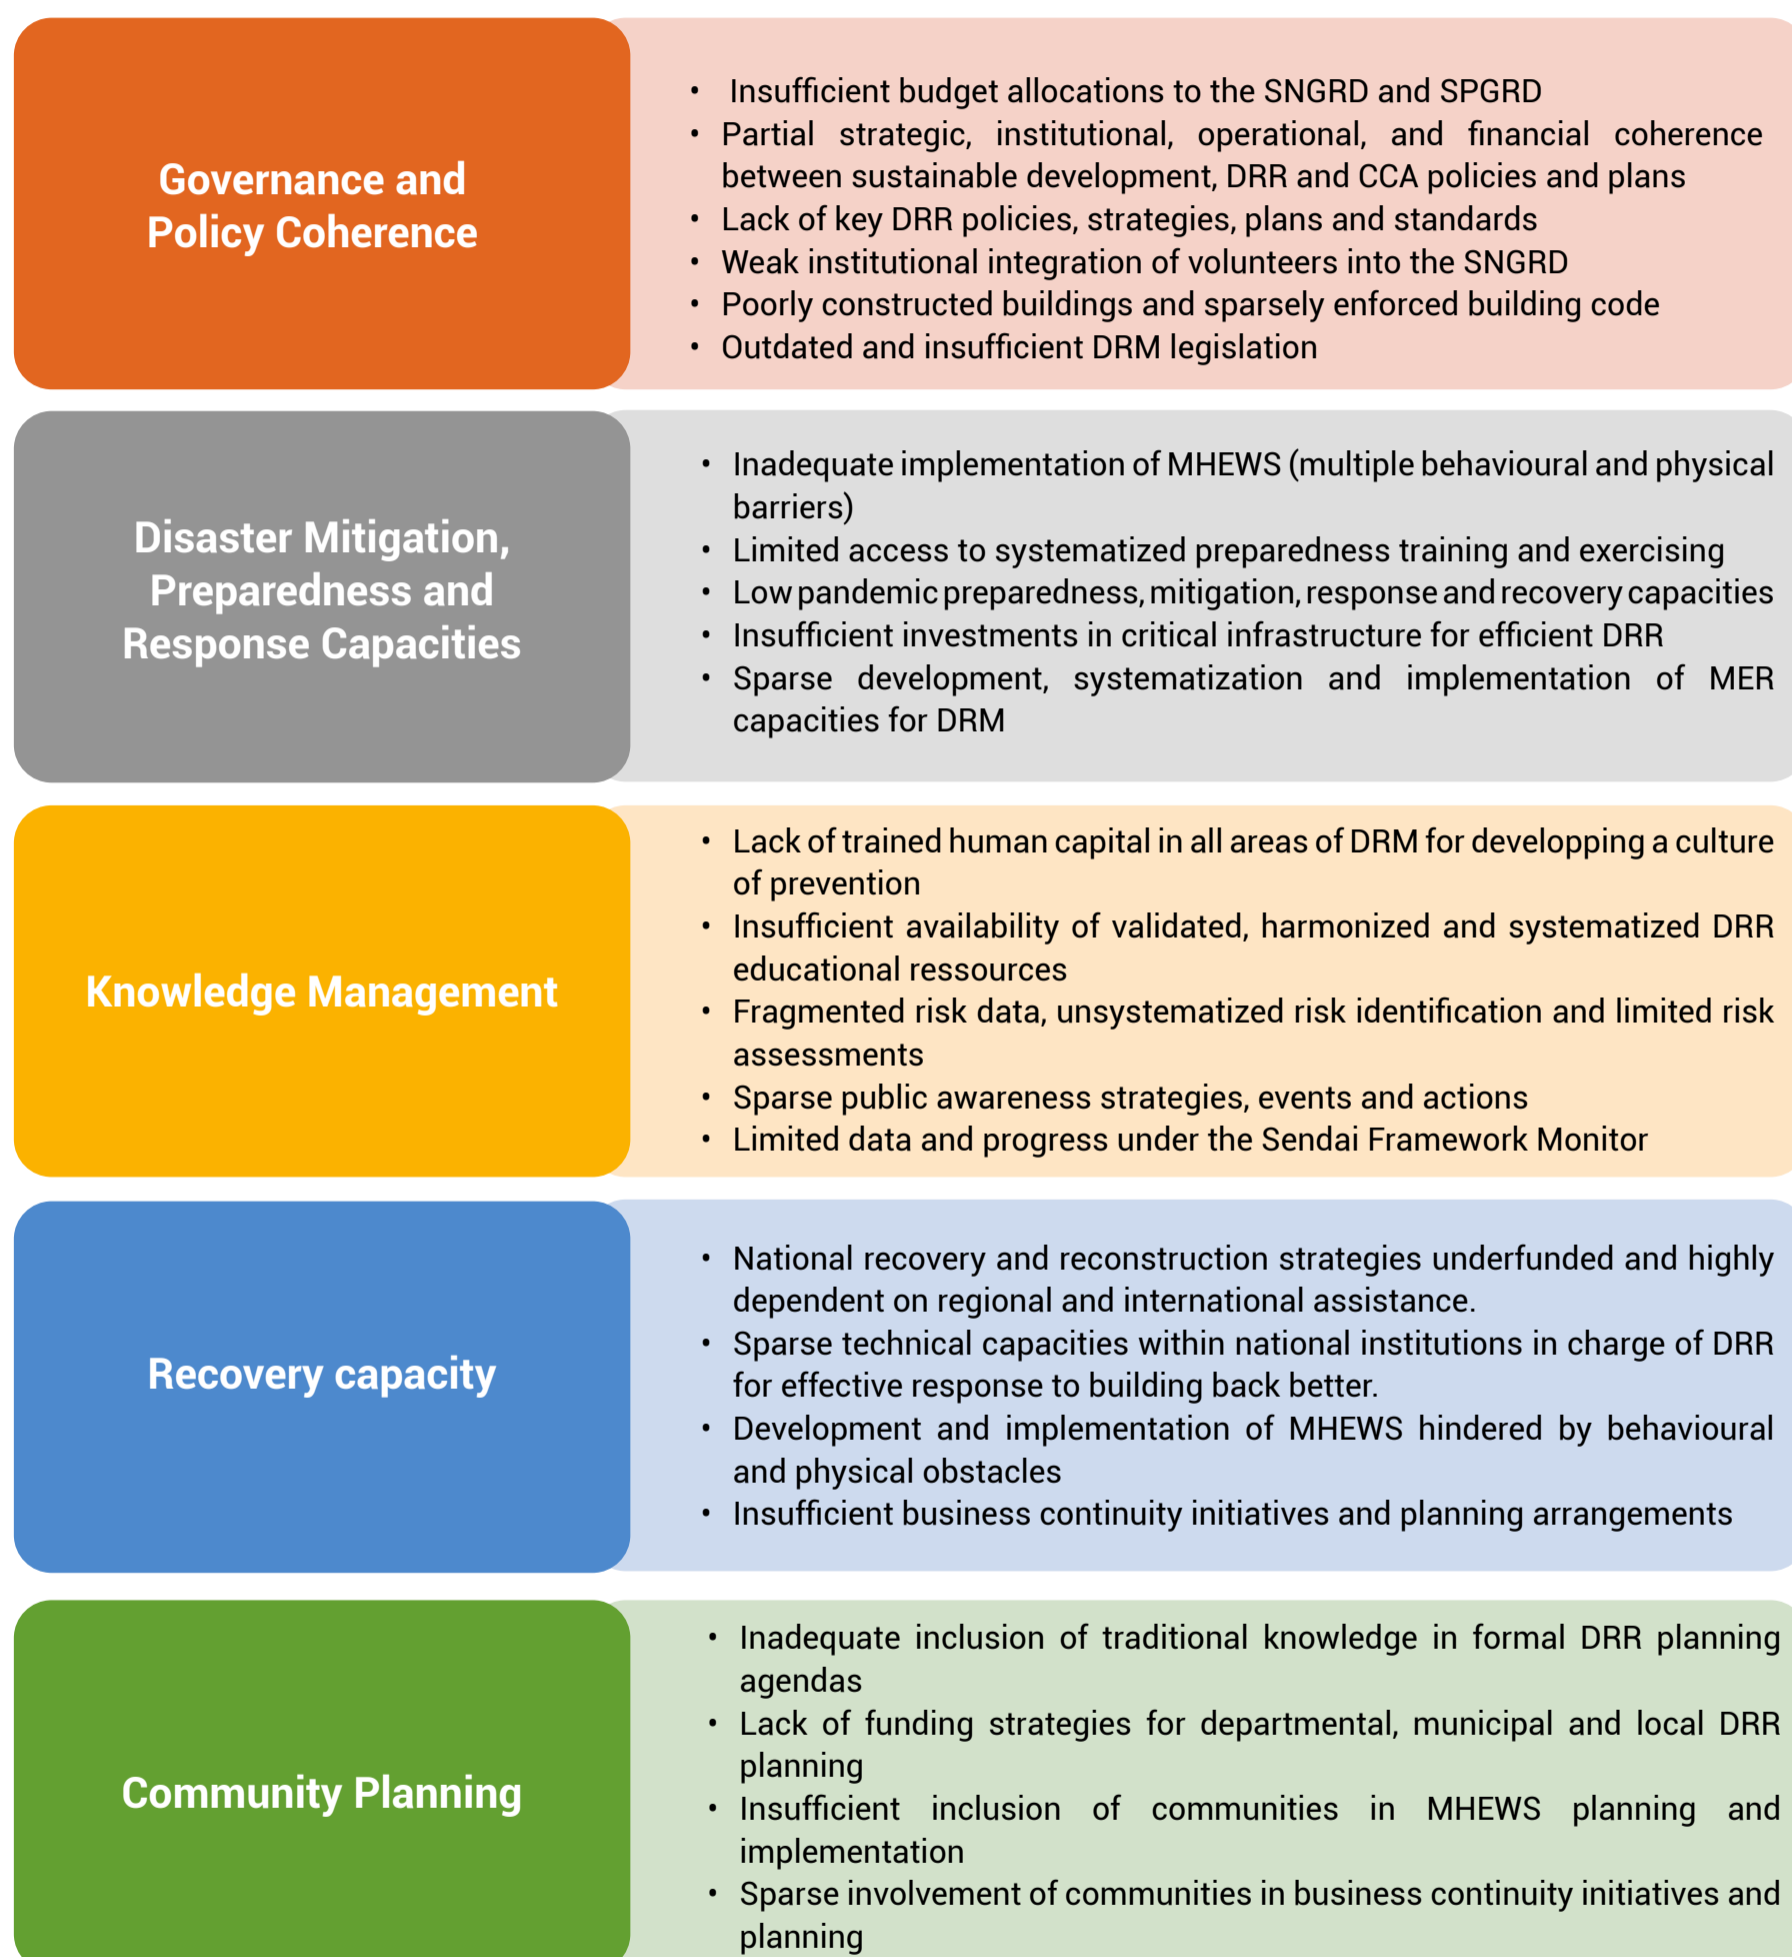 Governance and
Policy Coherence
• Insufficient budget allocations to the SNGRD and SPGRD
• Partial strategic, institutional, operational, and financial coherence
between sustainable development, DRR and CCA policies and plans
• Lack of key DRR policies, strategies, plans and standards
• Weak institutional integration of volunteers into the SNGRD
• Poorly constructed buildings and sparsely enforced building code
• Outdated and insufficient DRM legislation
Disaster Mitigation,
Preparedness and
Response Capacities
• Inadequate implementation of MHEWS (multiple behavioural and physical
barriers)
• Limited access to systematized preparedness training and exercising
• Low pandemic preparedness, mitigation, response and recovery capacities
• Insufficient investments in critical infrastructure for efficient DRR
• Sparse development, systematization and implementation of MER
capacities for DRM
Knowledge Management
• Lack of trained human capital in all areas of DRM for developping a culture
of prevention
• Insufficient availability of validated, harmonized and systematized DRR
educational ressources
• Fragmented risk data, unsystematized risk identification and limited risk
assessments
• Sparse public awareness strategies, events and actions
• Limited data and progress under the Sendai Framework Monitor
Recovery capacity
• National recovery and reconstruction strategies underfunded and highly
dependent on regional and international assistance.
• Sparse technical capacities within national institutions in charge of DRR
for effective response to building back better.
• Development and implementation of MHEWS hindered by behavioural
and physical obstacles
• Insufficient business continuity initiatives and planning arrangements
Community Planning
• Inadequate inclusion of traditional knowledge in formal DRR planning
agendas
• Lack of funding strategies for departmental, municipal and local DRR
planning
• Insufficient inclusion of communities in MHEWS planning and
implementation
• Sparse involvement of communities in business continuity initiatives and
planning